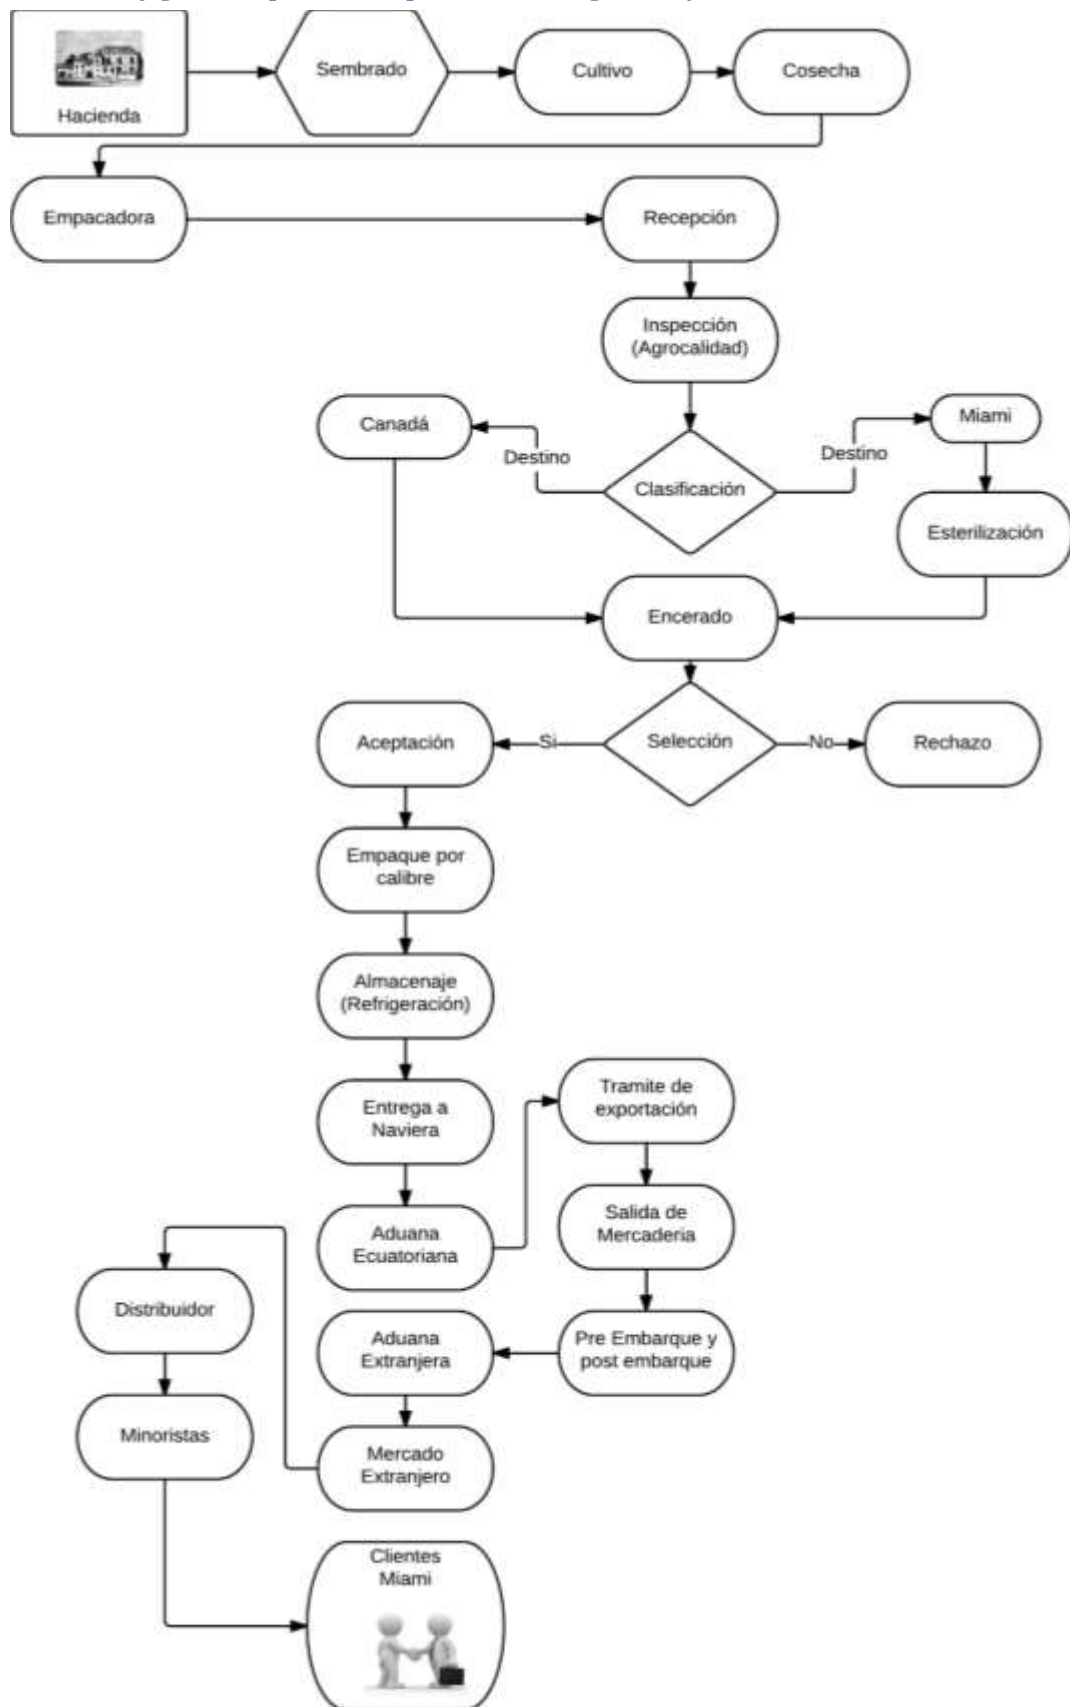 Hacienda
Sembrado
Cultivo
Cosecha
Empacadora
Recepción
Inspección
(Agrocalidad)
Canadá
Destino
Clasificación
Destino
Miami
Esterilización
Encerado
Aceptación
Si
Selección
No
Rechazo
Empaque por
calibre
Almacenaje
(Refrigeración)
Entrega a
Naviera
Tramite de
exportación
Aduana
Ecuatoriana
Salida de
Mercaderia
Distribuidor
Aduana
Extranjera
Pre Embarque y
post embarque
Minoristas
Mercado
Extranjero
Clientes
Miami